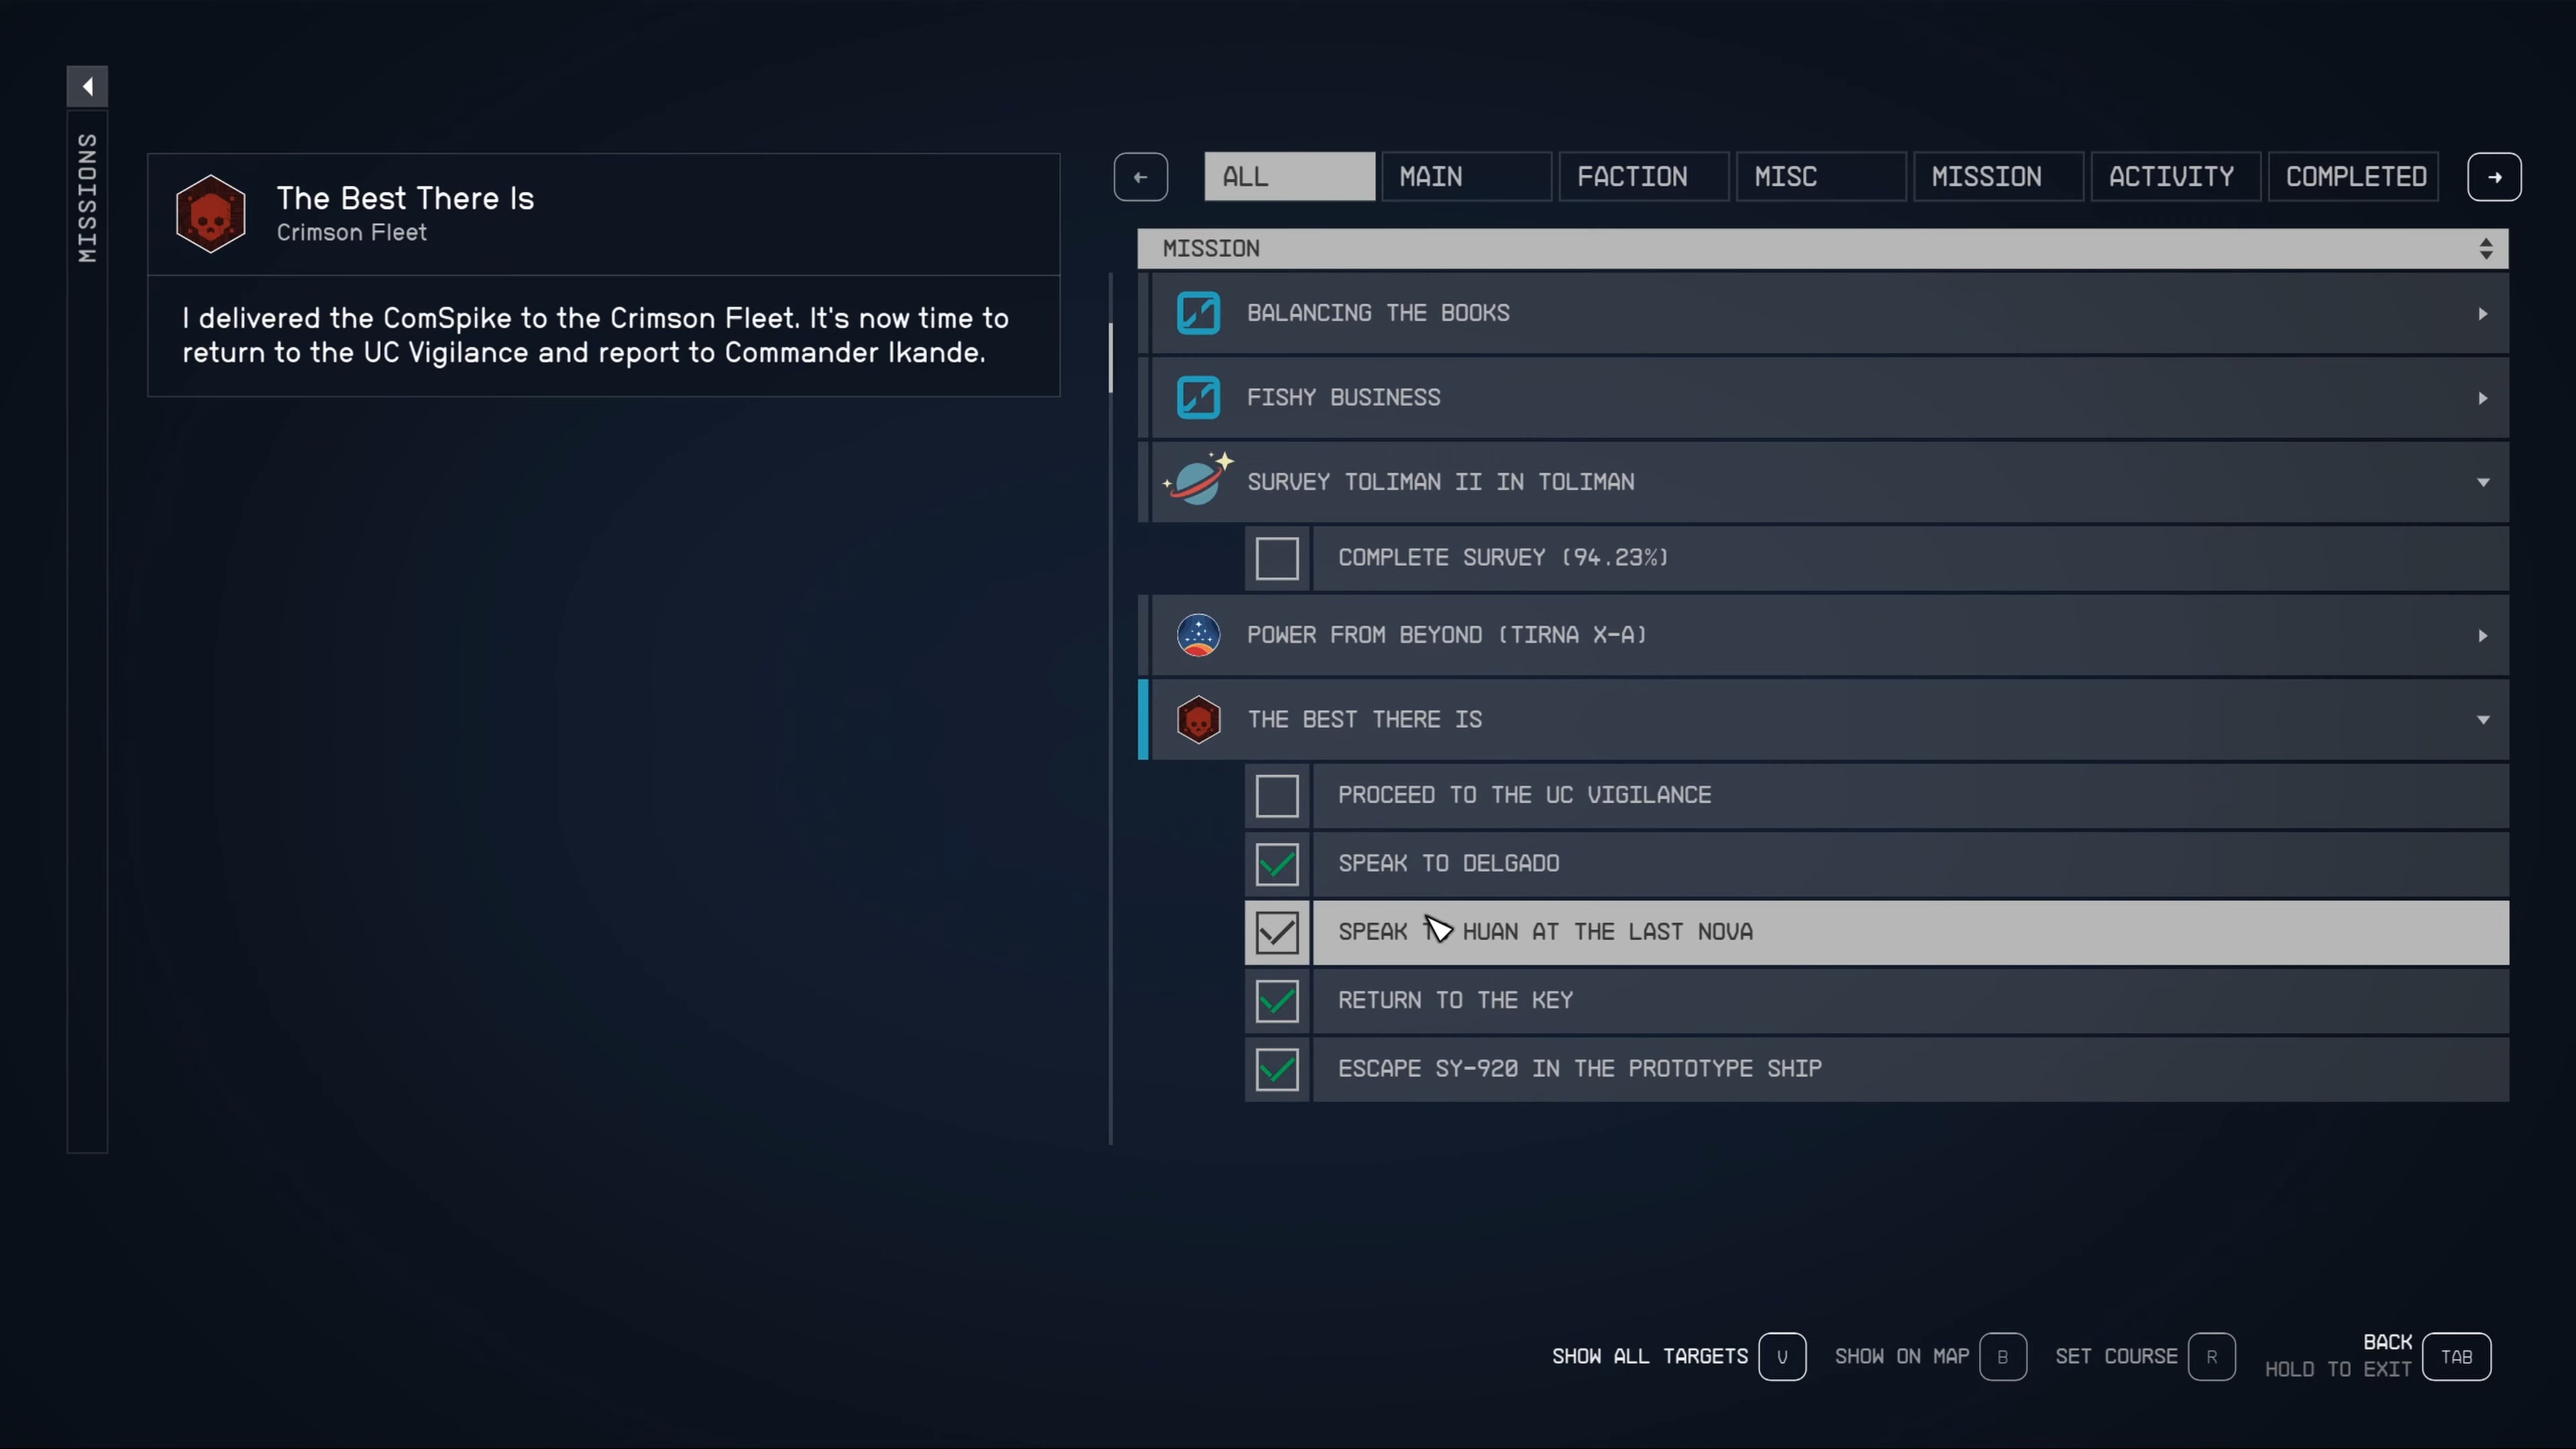 MISSIONS
The Best There Is
Crimson Fleet
I delivered the ComSpike to the Crimson Fleet. It's now time to
return to the UC Vigilance and report to Commander Ikande.
ALL
MAIN
FACTION
MISC
MISSION
ACTIVITY
COMPLETED
MISSION
BALANCING THE BOOKS
FISHY BUSINESS
SURVEY TOLIMAN II IN TOLIMAN
COMPLETE SURVEY (94.23%)
POWER FROM BEYOND (TIRNA X-A)
THE BEST THERE IS
PROCEED TO THE UC VIGILANCE
SPEAK TO DELGADO
SPEAK TO HUAN AT THE LAST NOVA
RETURN TO THE KEY
ESCAPE SY-920 IN THE PROTOTYPE SHIP
SHOW ALL TARGETS V
SHOW ON MAP B
SET COURSE R
BACK
HOLD TO EXIT
TAB